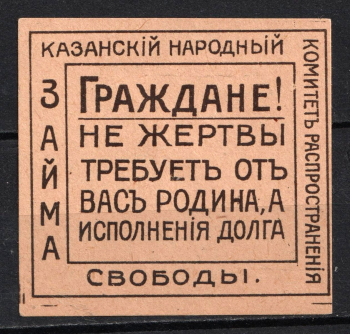 КАЗАНСКІЙ НАРОДНЫЙ
КОМИТЕТЪ РАСПРОСТРАНЕНІЯ
ЗАЙМА
СВОБОДЫ.
ГРАЖДАНЕ!
НЕ ЖЕРТВЫ
ТРЕБУЕТЪ ОТЪ
ВАСЪ РОДИНА, А
ИСПОЛНЕНІЯ ДОЛГА